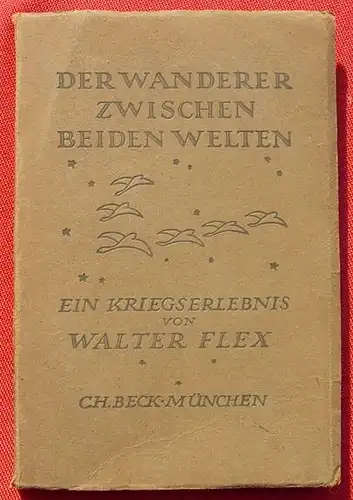 DER WANDERER
ZWISCHEN
BEIDEN WELTEN
EIN KRIEGSERLEBNIS
VON
WALTER FLEX
C.H.BECK·MÜNCHEN